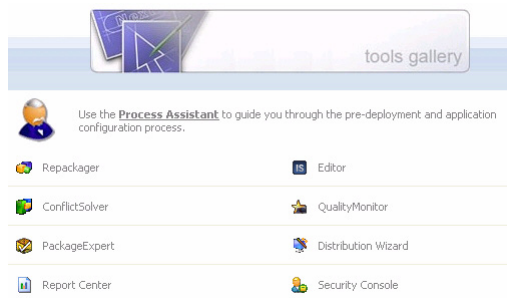 tools gallery
Use the Process Assistant to guide you through the pre-deployment and application
configuration process.
Repackager
IS Editor
ConflictSolver
QualityMonitor
PackageExpert
Distribution Wizard
Report Center
Security Console